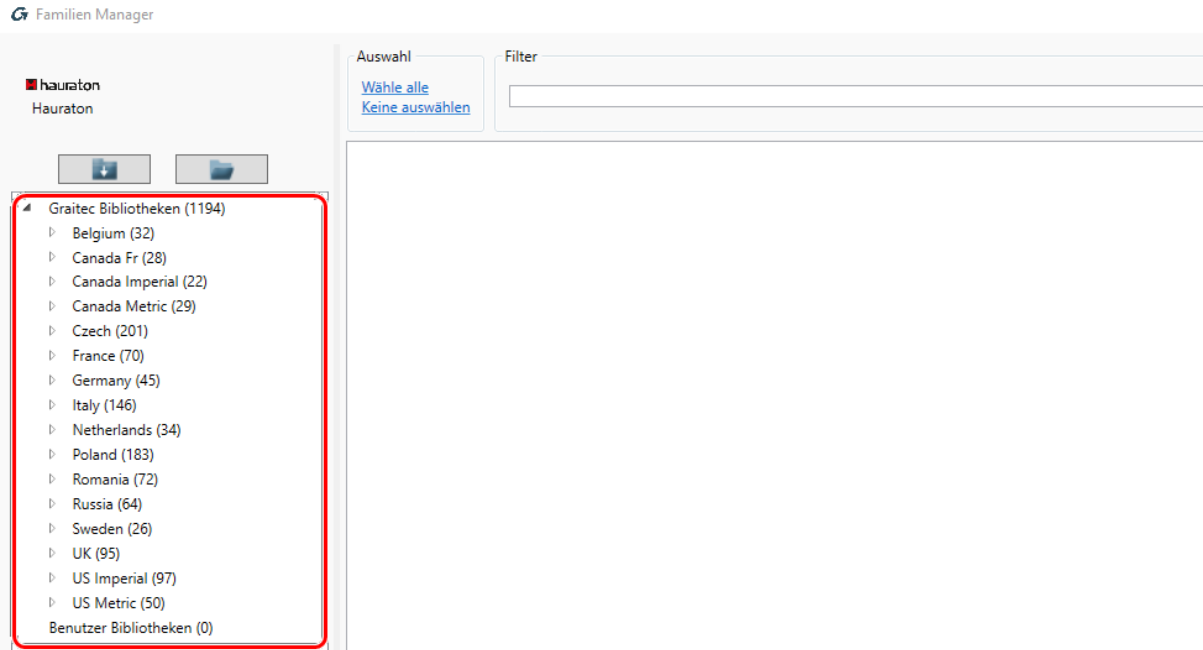 Familien Manager
hauraton
Hauraton
Auswahl
Wähle alle
Keine auswählen
Filter
Graitec Bibliotheken (1194)
Belgium (32)
Canada Fr (28)
Canada Imperial (22)
Canada Metric (29)
Czech (201)
France (70)
Germany (45)
Italy (146)
Netherlands (34)
Poland (183)
Romania (72)
Russia (64)
Sweden (26)
UK (95)
US Imperial (97)
US Metric (50)
Benutzer Bibliotheken (0)